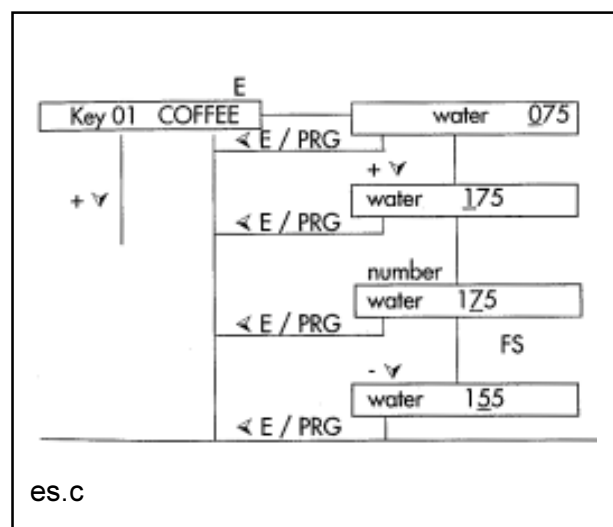 E
Key 01 COFFEE
water 075
E / PRG
+
+
water 175
E / PRG
number
water 175
E / PRG
FS
-
water 155
E / PRG
es.c